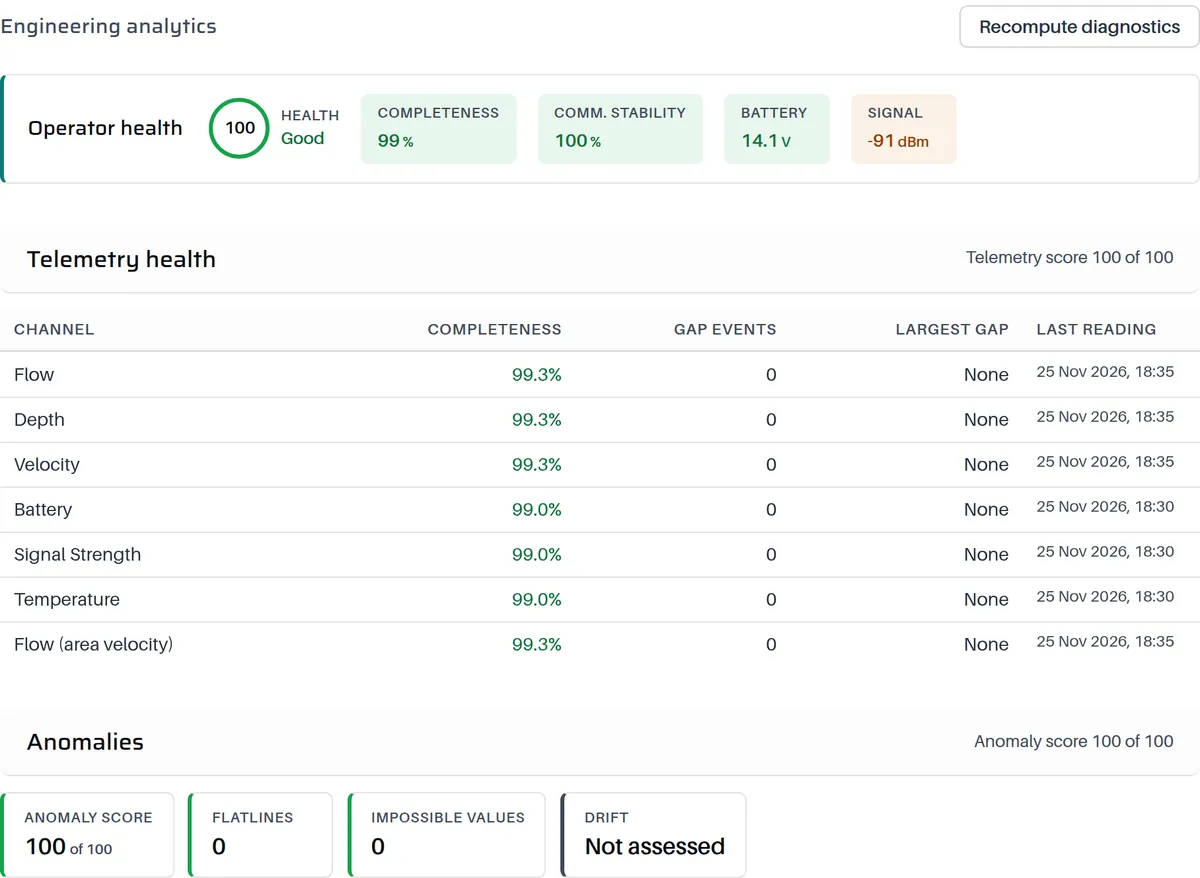 Engineering analytics
Recompute diagnostics
Operator health
100
HEALTH
Good
COMPLETENESS
99 %
COMM. STABILITY
100 %
BATTERY
14.1 V
SIGNAL
-91 dBm
Telemetry health
Telemetry score 100 of 100
CHANNEL COMPLETENESS GAP EVENTS LARGEST GAP LAST READING
Flow 99.3% 0 None 25 Nov 2026, 18:35
Depth 99.3% 0 None 25 Nov 2026, 18:35
Velocity 99.3% 0 None 25 Nov 2026, 18:35
Battery 99.0% 0 None 25 Nov 2026, 18:30
Signal Strength 99.0% 0 None 25 Nov 2026, 18:30
Temperature 99.0% 0 None 25 Nov 2026, 18:30
Flow (area velocity) 99.3% 0 None 25 Nov 2026, 18:35
Anomalies
Anomaly score 100 of 100
ANOMALY SCORE
100 of 100
FLATLINES
0
IMPOSSIBLE VALUES
0
DRIFT
Not assessed